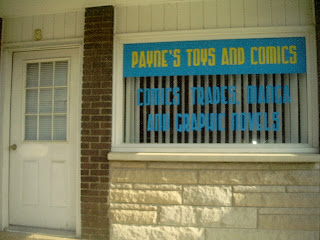 PAYNE'S TOYS AND COMICS
COMICS, TRADES, MANGA
AND GRAPHIC NOVELS